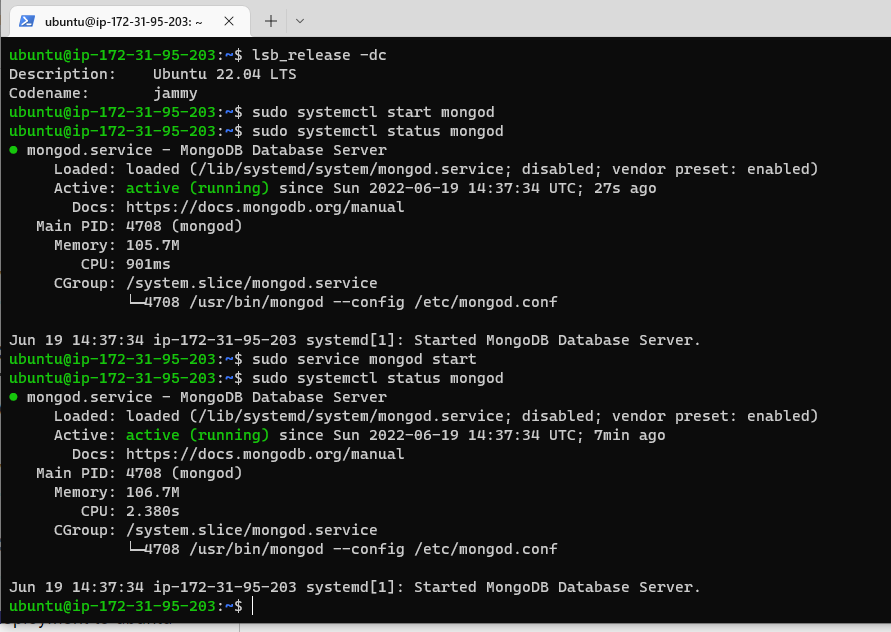 ubuntu@ip-172-31-95-203: ~
ubuntu@ip-172-31-95-203:~$ lsb_release -dc
Description:    Ubuntu 22.04 LTS
Codename:       jammy
ubuntu@ip-172-31-95-203:~$ sudo systemctl start mongod
ubuntu@ip-172-31-95-203:~$ sudo systemctl status mongod
● mongod.service - MongoDB Database Server
     Loaded: loaded (/lib/systemd/system/mongod.service; disabled; vendor preset: enabled)
     Active: active (running) since Sun 2022-06-19 14:37:34 UTC; 27s ago
       Docs: https://docs.mongodb.org/manual
   Main PID: 4708 (mongod)
     Memory: 105.7M
        CPU: 901ms
     CGroup: /system.slice/mongod.service
             └─4708 /usr/bin/mongod --config /etc/mongod.conf
Jun 19 14:37:34 ip-172-31-95-203 systemd[1]: Started MongoDB Database Server.
ubuntu@ip-172-31-95-203:~$ sudo service mongod start
ubuntu@ip-172-31-95-203:~$ sudo systemctl status mongod
● mongod.service - MongoDB Database Server
     Loaded: loaded (/lib/systemd/system/mongod.service; disabled; vendor preset: enabled)
     Active: active (running) since Sun 2022-06-19 14:37:34 UTC; 7min ago
       Docs: https://docs.mongodb.org/manual
   Main PID: 4708 (mongod)
     Memory: 106.7M
        CPU: 2.380s
     CGroup: /system.slice/mongod.service
             └─4708 /usr/bin/mongod --config /etc/mongod.conf
Jun 19 14:37:34 ip-172-31-95-203 systemd[1]: Started MongoDB Database Server.
ubuntu@ip-172-31-95-203:~$